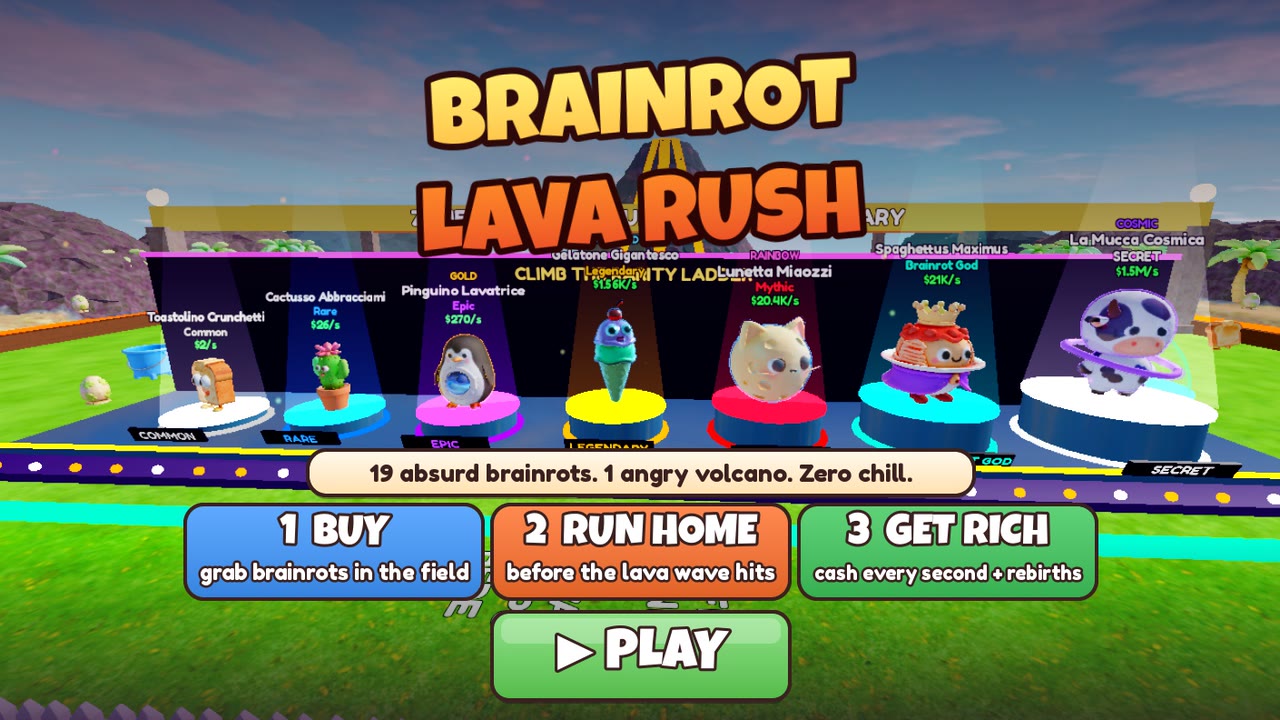 BRAINROT
LAVA RUSH
COSMIC
La Mucca Cosmica
SECRET
$1.5M/s
Spaghettus Maximus
Brainrot God
$21K/s
RAINBOW
Lunetta Miaozzi
Mythic
$20.4K/s
Gelatone Gigantesco
Legendary
$1.56K/s
CLIMB
GOLD
Pinguino Lavatrice
Epic
$270/s
Cactusso Abbracciami
Rare
$26/s
Toastolino Crunchetti
Common
$2/s
COMMON
RARE
EPIC
LEGENDARY
GOD
SECRET
19 absurd brainrots. 1 angry volcano. Zero chill.
1 BUY
grab brainrots in the field
2 RUN HOME
before the lava wave hits
3 GET RICH
cash every second + rebirths
PLAY